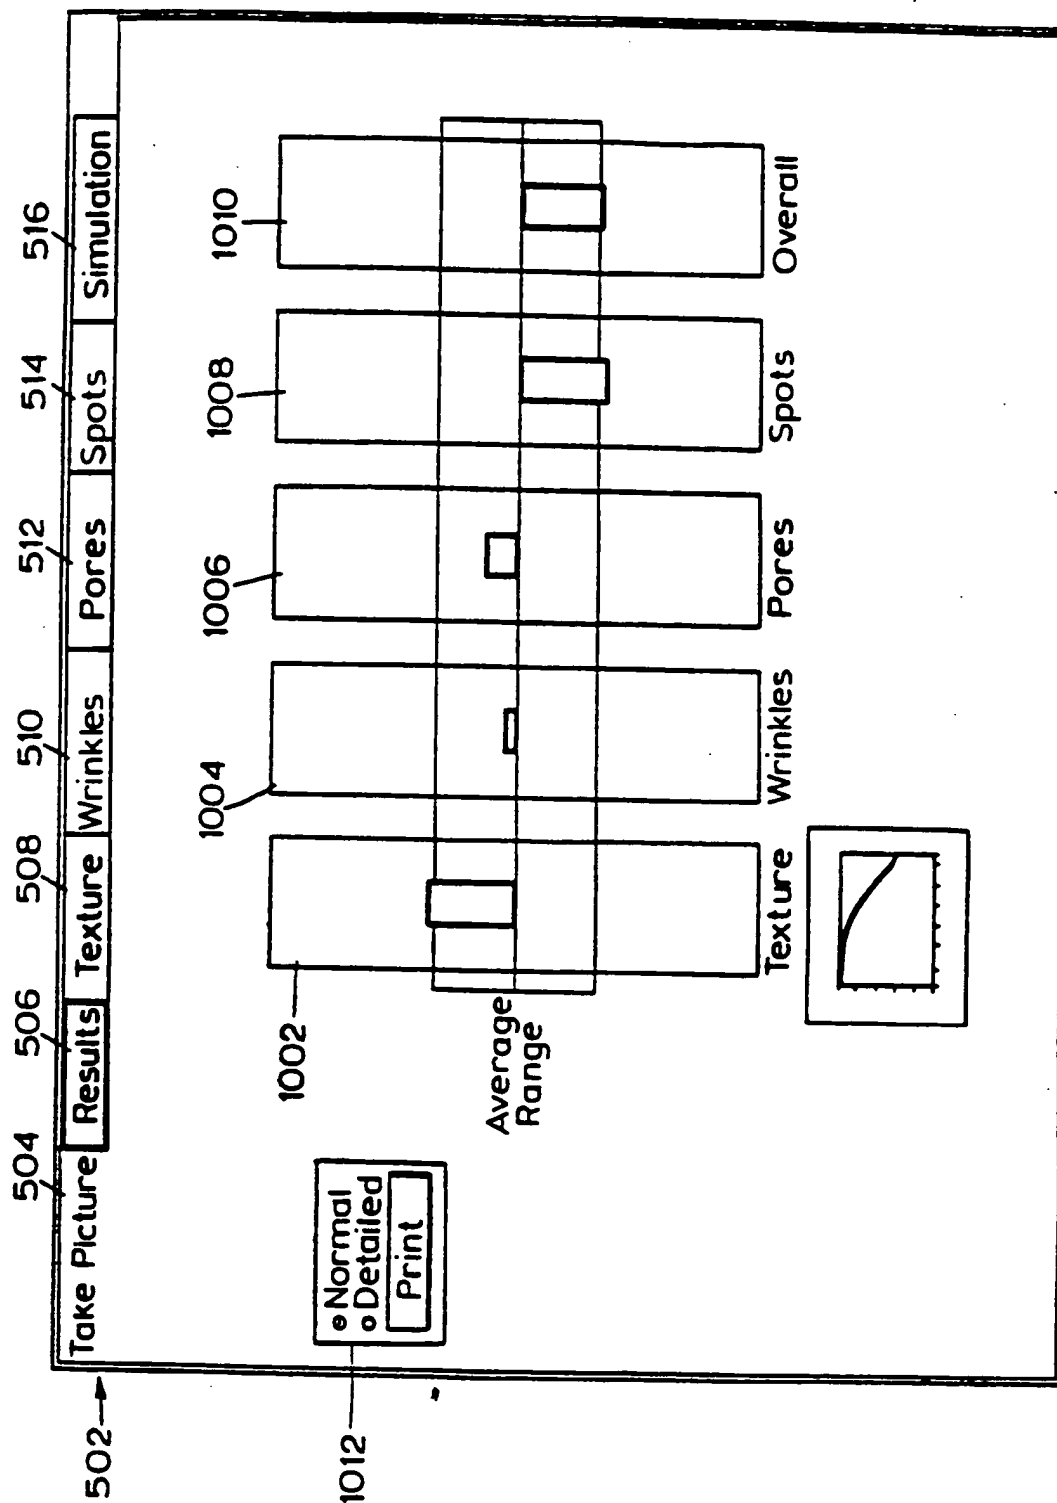 504 506 508 510 512 514 516
502
Take Picture Results Texture Wrinkles Pores Spots Simulation
1012
Normal
Detailed
Print
1002 1004 1006 1008 1010
Average
Range
Texture Wrinkles Pores Spots Overall